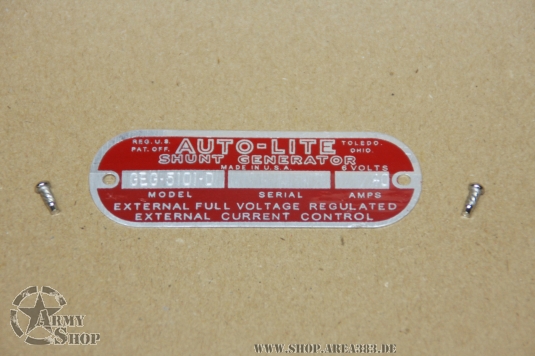 REG. U.S.
PAT. OFF.
AUTO-LITE
TOLEDO.
OHIO.
SHUNT GENERATOR
MADE IN U.S.A.
6 VOLTS
GEG-5101-D
40
MODEL
SERIAL
AMPS
EXTERNAL FULL VOLTAGE REGULATED
EXTERNAL CURRENT CONTROL
ARMY
SHOP
WWW.SHOP.AREA383.DE